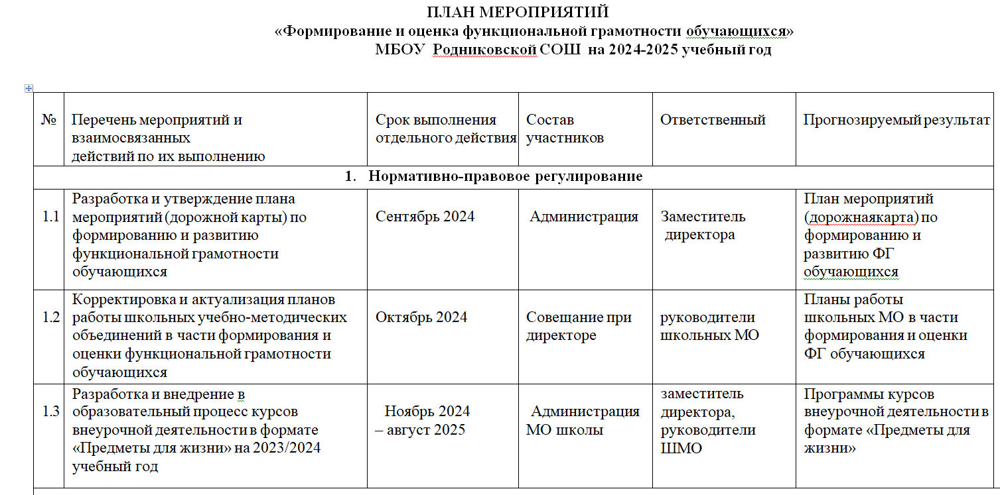 ПЛАН МЕРОПРИЯТИЙ
«Формирование и оценка функциональной грамотности обучающихся»
МБОУ Родниковской СОШ на 2024-2025 учебный год
№
Перечень мероприятий и
взаимосвязанных
действий по их выполнению
Срок выполнения
отдельного действия
Состав
участников
Ответственный
Прогнозируемый результат
1. Нормативно-правовое регулирование
1.1
Разработка и утверждение плана
мероприятий (дорожной карты) по
формированию и развитию
функциональной грамотности
обучающихся
Сентябрь 2024
Администрация
Заместитель
директора
План мероприятий
(дорожнаякарта) по
формированию и
развитию ФГ
обучающихся
1.2
Корректировка и актуализация планов
работы школьных учебно-методических
объединений в части формирования и
оценки функциональной грамотности
обучающихся
Октябрь 2024
Совещание при
директоре
руководители
школьных МО
Планы работы
школьных МО в части
формирования и оценки
ФГ обучающихся
1.3
Разработка и внедрение в
образовательный процесс курсов
внеурочной деятельности в формате
«Предметы для жизни» на 2023/2024
учебный год
Ноябрь 2024
– август 2025
Администрация
МО школы
заместитель
директора,
руководители
ШМО
Программы курсов
внеурочной деятельности в
формате «Предметы для
жизни»